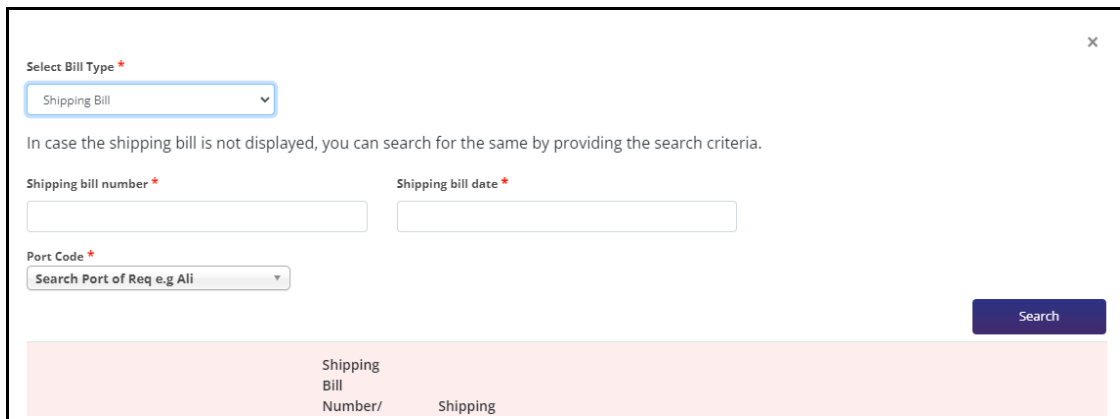 ×
Select Bill Type *
Shipping Bill
In case the shipping bill is not displayed, you can search for the same by providing the search criteria.
Shipping bill number * Shipping bill date *
Port Code *
Search Port of Req e.g Ali
Search
Shipping
Bill
Number/ Shipping